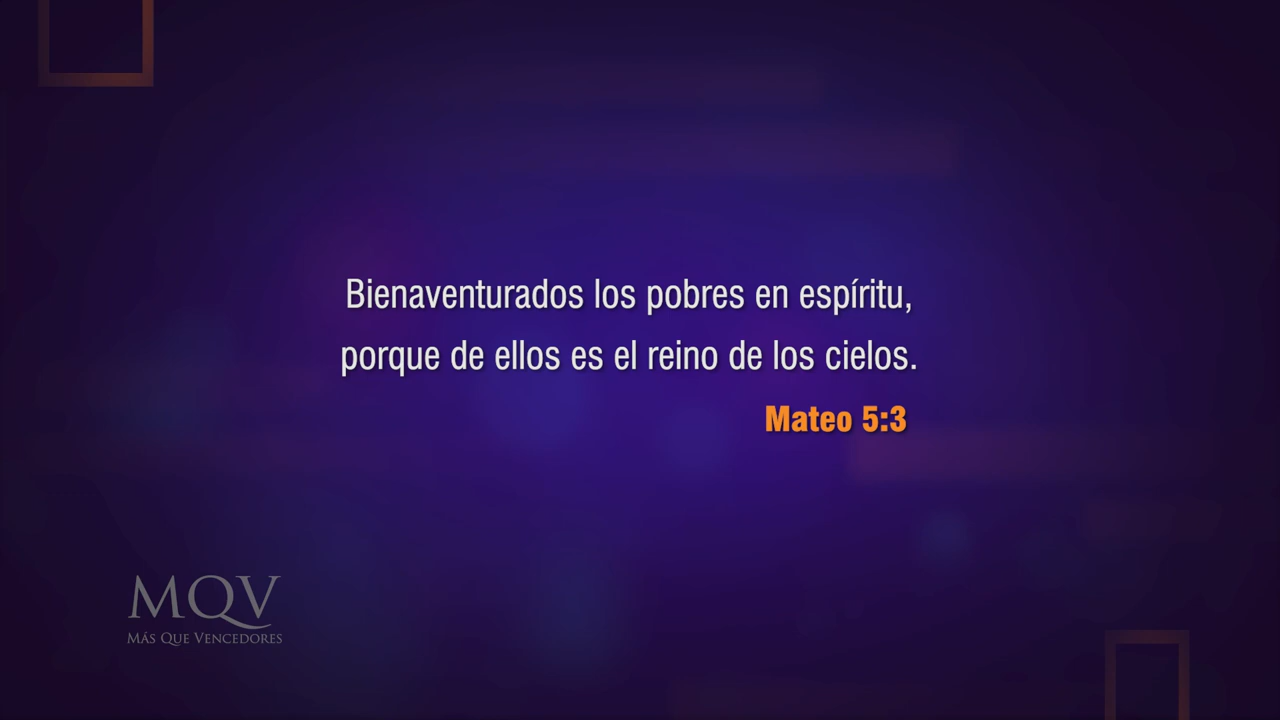 Bienaventurados los pobres en espíritu,
porque de ellos es el reino de los cielos.
Mateo 5:3
MQV
Más Que Vencedores